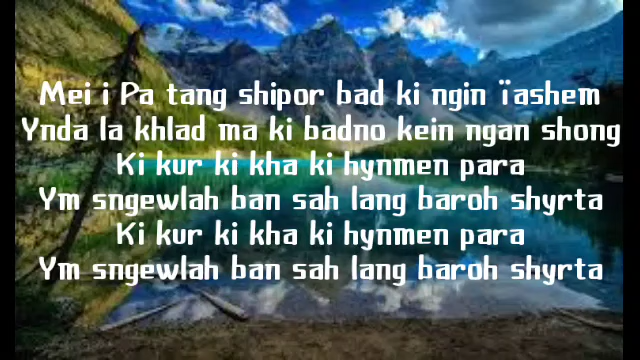 Mei i Pa tang shipor bad ki ngin ïashem
Ynda la khlad ma ki badno kein ngan shong
Ki kur ki kha ki hynmen para
Ym sngewlah ban sah lang baroh shyrta
Ki kur ki kha ki hynmen para
Ym sngewlah ban sah lang baroh shyrta